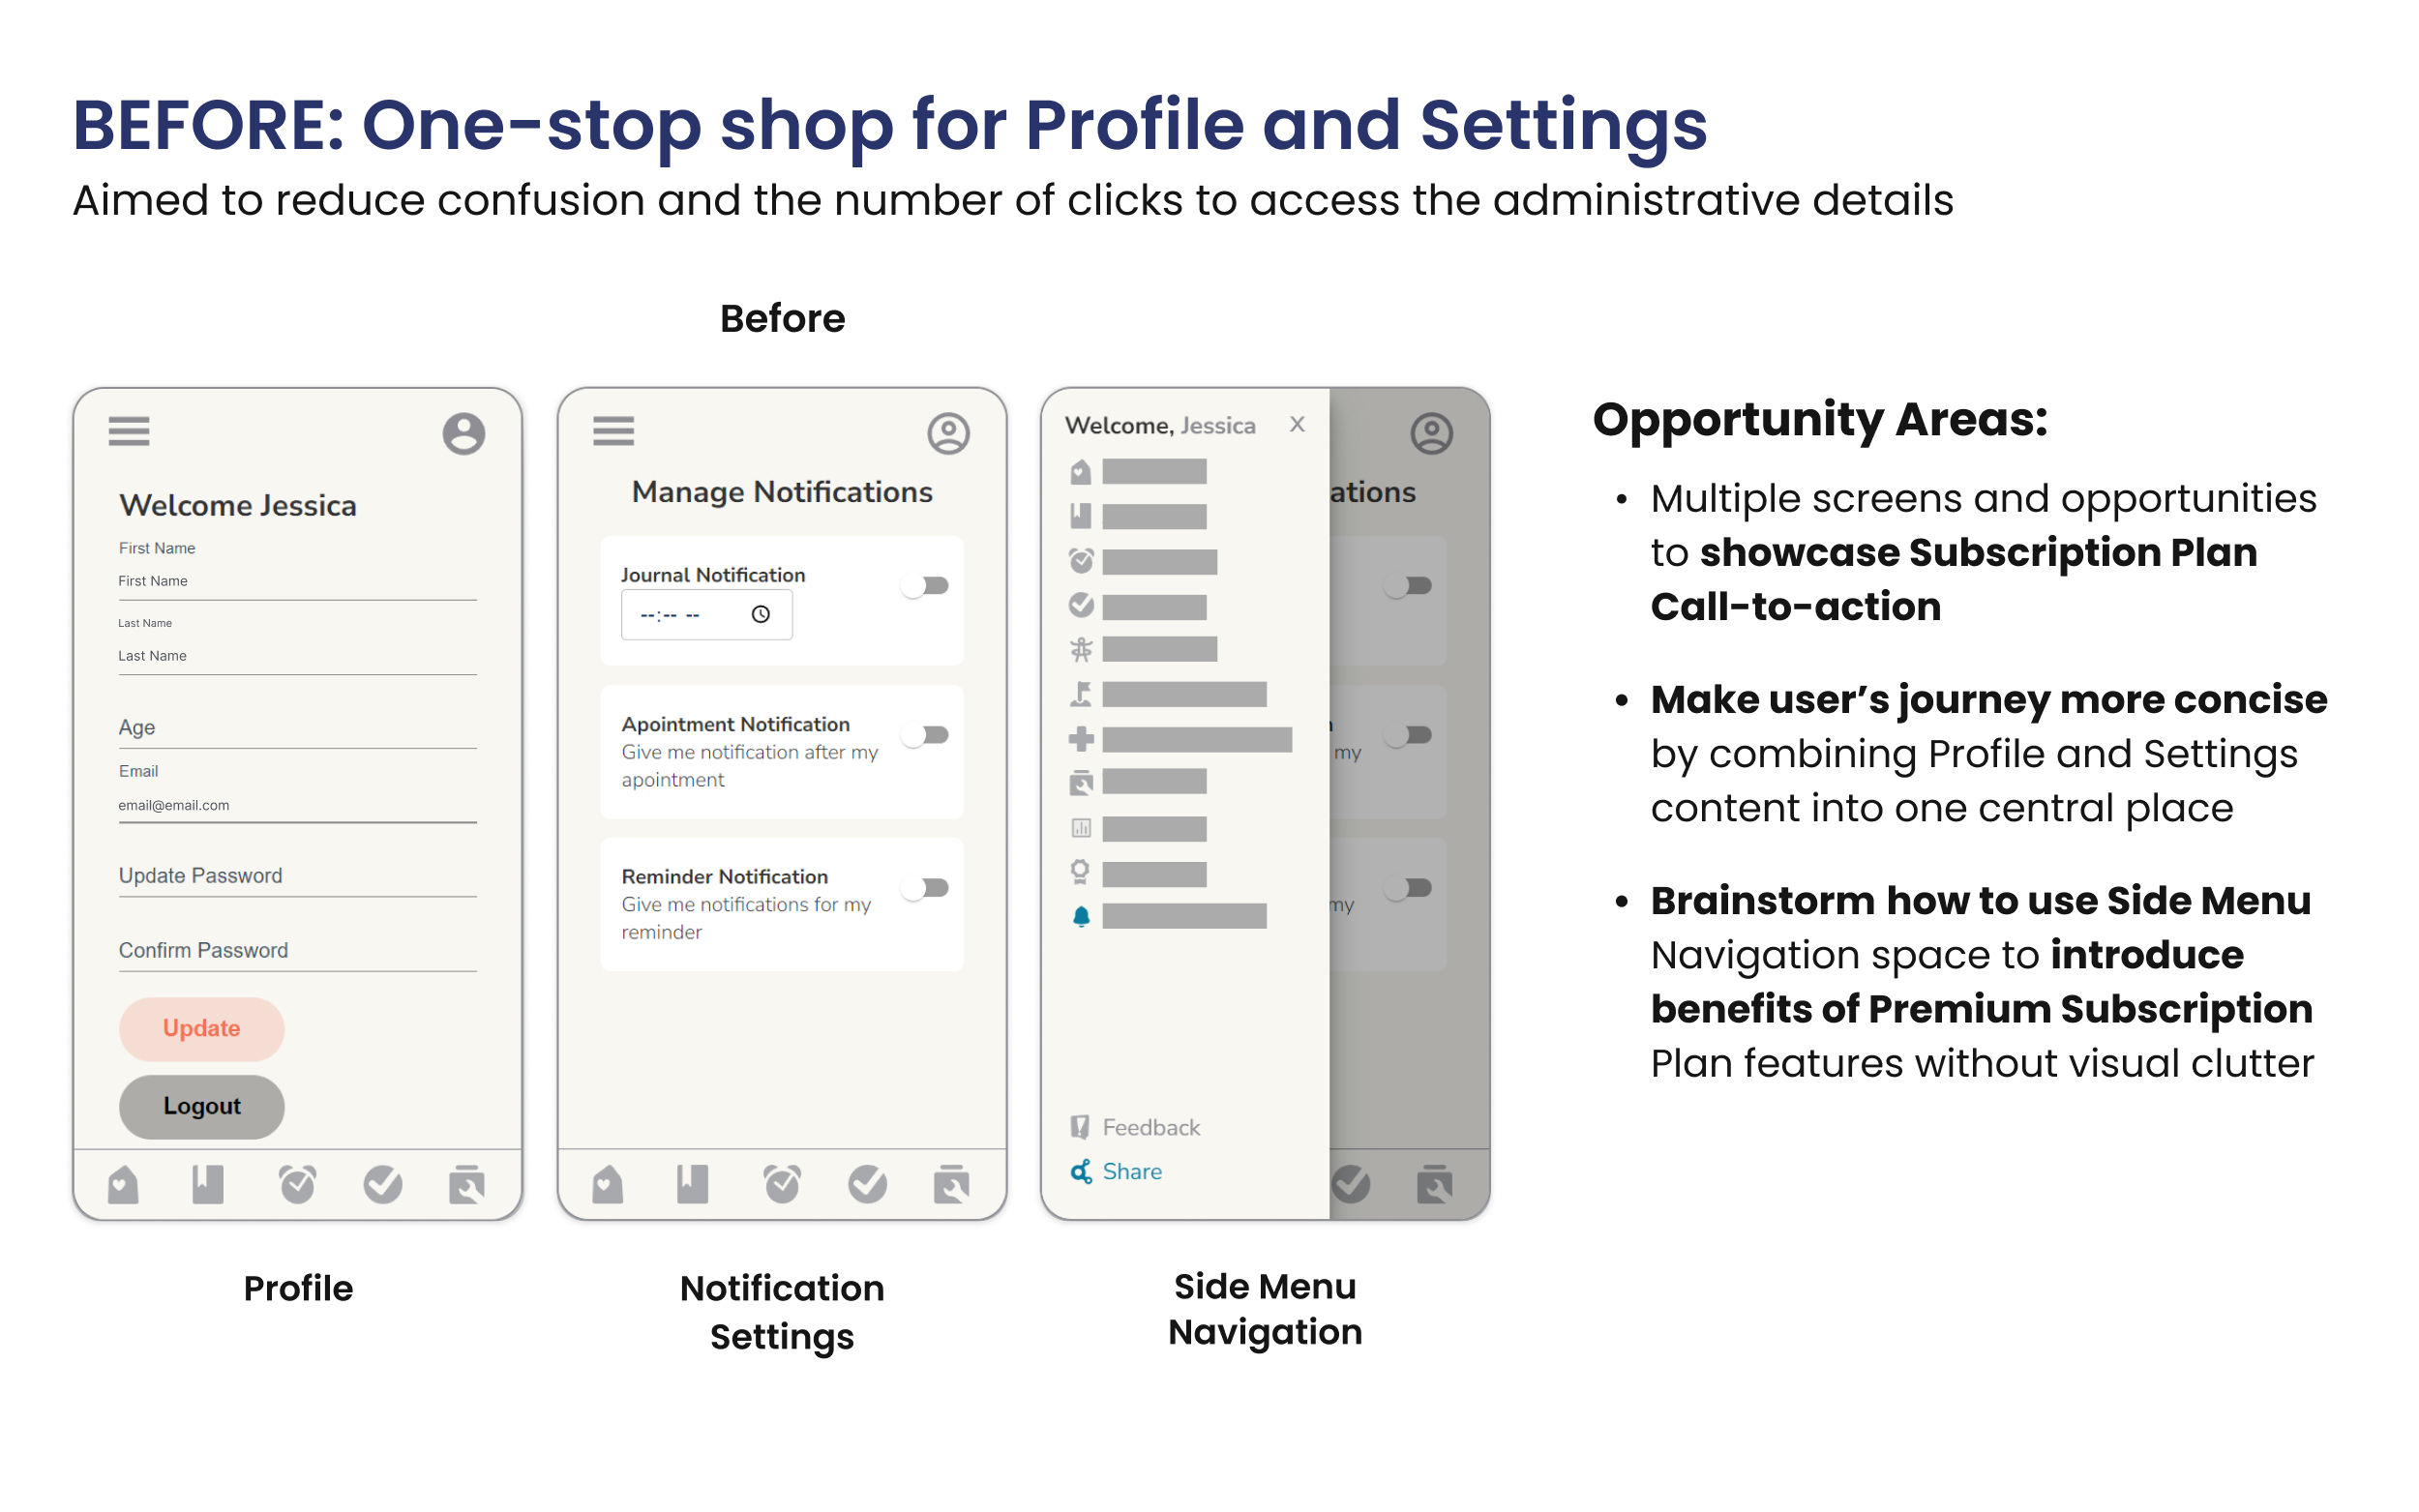 BEFORE: One-stop shop for Profile and Settings
Aimed to reduce confusion and the number of clicks to access the administrative details
Before
Welcome Jessica
First Name
First Name
Last Name
Last Name
Age
Email
email@email.com
Update Password
Confirm Password
Update
Logout
Profile
Manage Notifications
Journal Notification
--:-- --
Apointment Notification
Give me notification after my
apointment
Reminder Notification
Give me notifications for my
reminder
Notification
Settings
Welcome, Jessica X
ations
n
my
my
Feedback
Share
Side Menu
Navigation
Opportunity Areas:
• Multiple screens and opportunities
to showcase Subscription Plan
Call-to-action
• Make user’s journey more concise
by combining Profile and Settings
content into one central place
• Brainstorm how to use Side Menu
Navigation space to introduce
benefits of Premium Subscription
Plan features without visual clutter